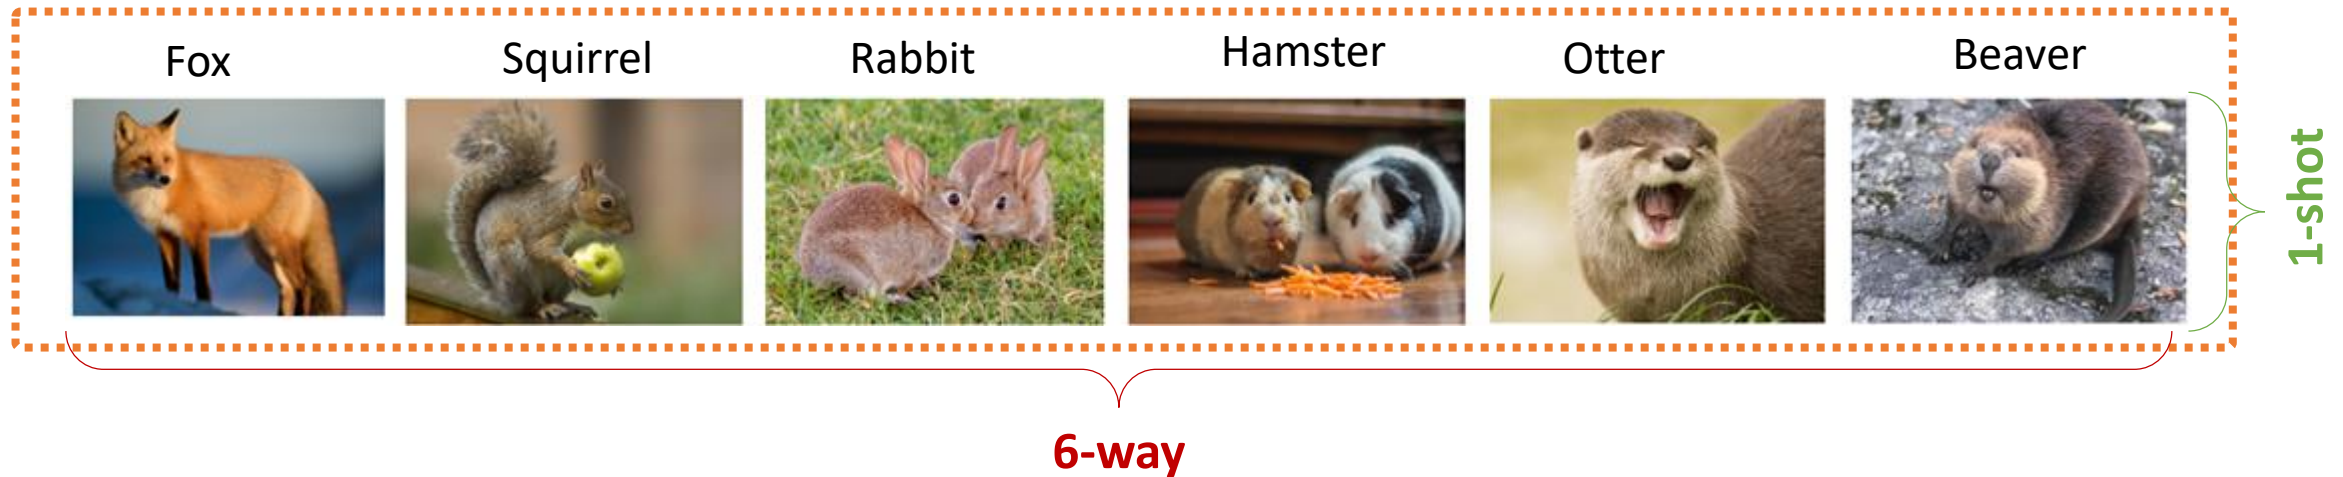 Fox
Squirrel
Rabbit
Hamster
Otter
Beaver
1-shot
6-way